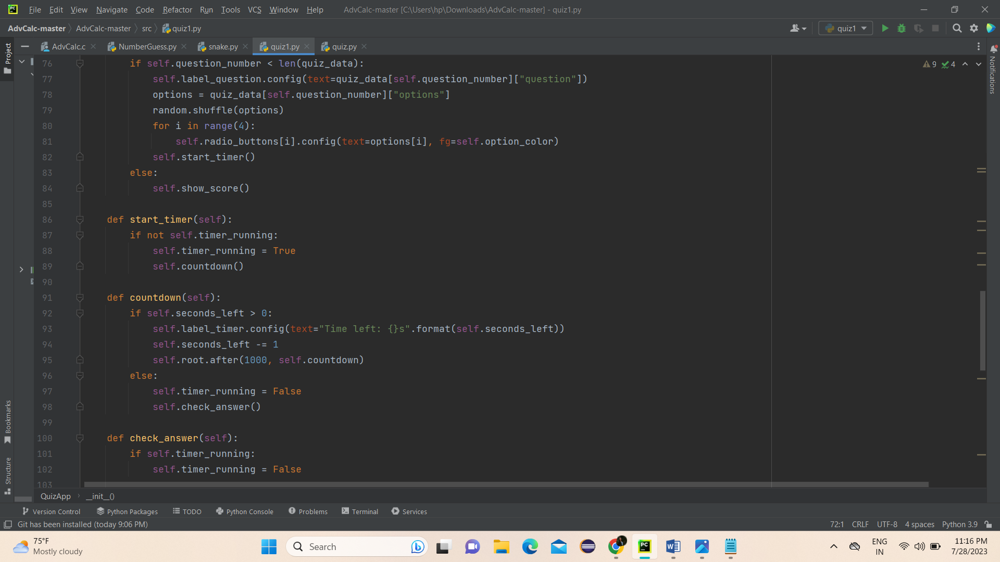 File Edit View Navigate Code Refactor Run Tools VCS Window Help AdvCalc-master [C:\Users\hp\Downloads\AdvCalc-master] - quiz1.py
AdvCalc-master AdvCalc-master src quiz1.py quiz1
AdvCalc.c NumberGuess.py snake.py quiz1.py quiz.py
Project
Notifications
9 4
76 if self.question_number < len(quiz_data):
77 self.label_question.config(text=quiz_data[self.question_number]["question"])
78 options = quiz_data[self.question_number]["options"]
79 random.shuffle(options)
80 for i in range(4):
81 self.radio_buttons[i].config(text=options[i], fg=self.option_color)
82 self.start_timer()
83 else:
84 self.show_score()
85
86 def start_timer(self):
87 if not self.timer_running:
88 self.timer_running = True
89 self.countdown()
90
91 def countdown(self):
92 if self.seconds_left > 0:
93 self.label_timer.config(text="Time left: {}s".format(self.seconds_left))
94 self.seconds_left -= 1
95 self.root.after(1000, self.countdown)
96 else:
97 self.timer_running = False
98 self.check_answer()
99
100 def check_answer(self):
101 if self.timer_running:
102 self.timer_running = False
103
Bookmarks
Structure
QuizApp __init__()
Version Control Python Packages TODO Python Console Problems Terminal Services
Git has been installed (today 9:06 PM) 72:1 CRLF UTF-8 4 spaces Python 3.9
75°F
Mostly cloudy
Search
ENG
IN
11:16 PM
7/28/2023